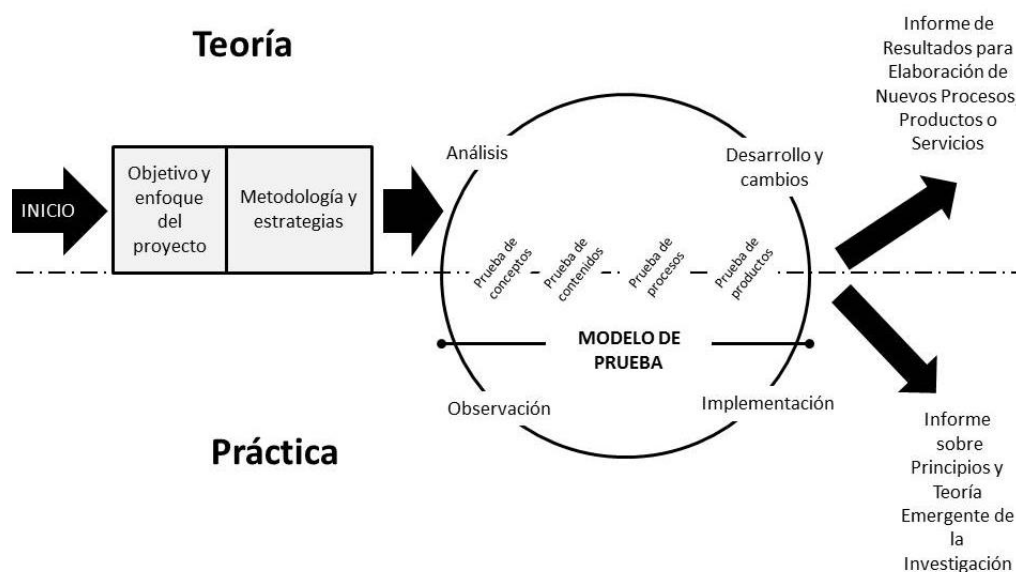 Teoría
INICIO
Objetivo y
enfoque
del
proyecto
Metodología y
estrategias
Análisis
Desarrollo y
cambios
Prueba de
conceptos
Prueba de
contenidos
Prueba de
procesos
Prueba de
productos
MODELO DE
PRUEBA
Observación
Implementación
Práctica
Informe de
Resultados para
Elaboración de
Nuevos Procesos,
Productos o
Servicios
Informe
sobre
Principios y
Teoría
Emergente de
la
Investigación